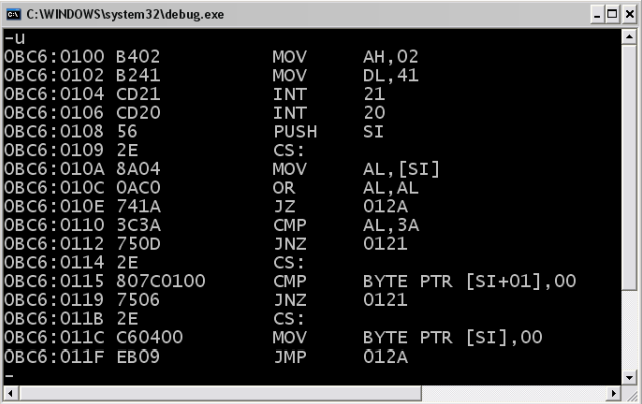 C:\WINDOWS\system32\debug.exe
-u
0BC6:0100 B402 MOV AH,02
0BC6:0102 B241 MOV DL,41
0BC6:0104 CD21 INT 21
0BC6:0106 CD20 INT 20
0BC6:0108 56 PUSH SI
0BC6:0109 2E CS:
0BC6:010A 8A04 MOV AL,[SI]
0BC6:010C 0AC0 OR AL,AL
0BC6:010E 741A JZ 012A
0BC6:0110 3C3A CMP AL,3A
0BC6:0112 750D JNZ 0121
0BC6:0114 2E CS:
0BC6:0115 807C0100 CMP BYTE PTR [SI+01],00
0BC6:0119 7506 JNZ 0121
0BC6:011B 2E CS:
0BC6:011C C60400 MOV BYTE PTR [SI],00
0BC6:011F EB09 JMP 012A
-